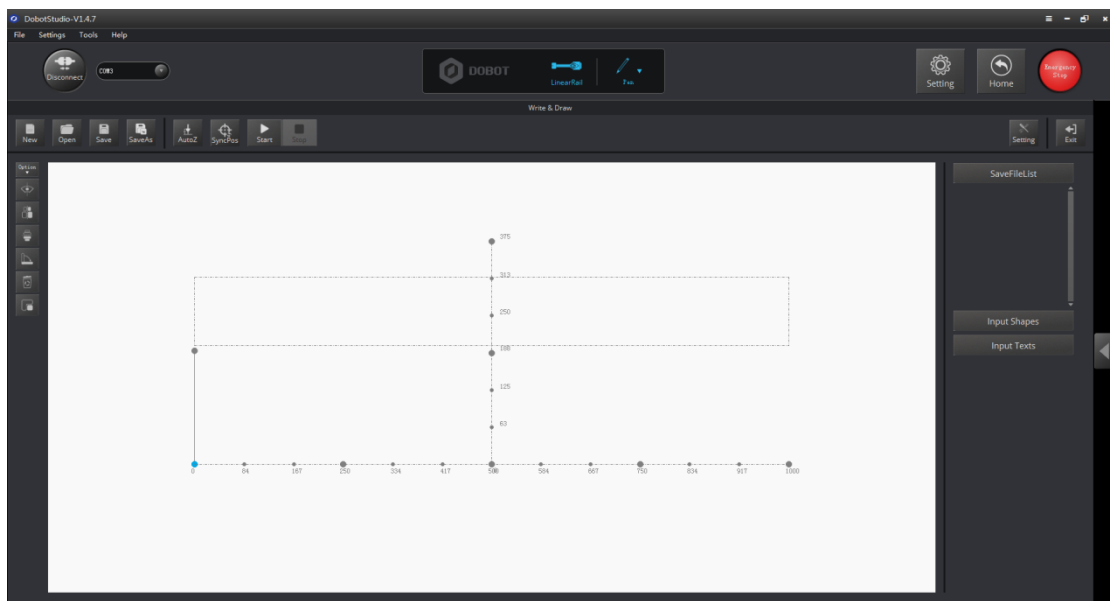 DobotStudio-V1.4.7
File Settings Tools Help
Disconnect
COM3
DOBOT
LinearRail
Pen
Setting
Home
Emergency
Stop
Write & Draw
New
Open
Save
SaveAs
AutoZ
SyncPos
Start
Stop
Setting
Exit
Option
SaveFileList
375
313
250
188
125
63
0 84 167 250 334 417 500 584 667 750 834 917 1000
Input Shapes
Input Texts